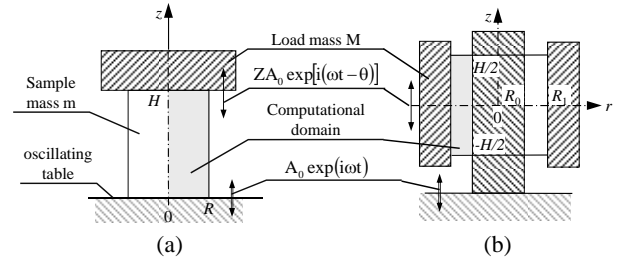 z
Load mass M
H
ZA₀ exp[i(ωt − θ)]
Sample
mass m
Computational
domain
oscillating
table
A₀ exp(iωt)
0
R
(a)
z
H/2
R₀
R₁
0
r
-H/2
(b)